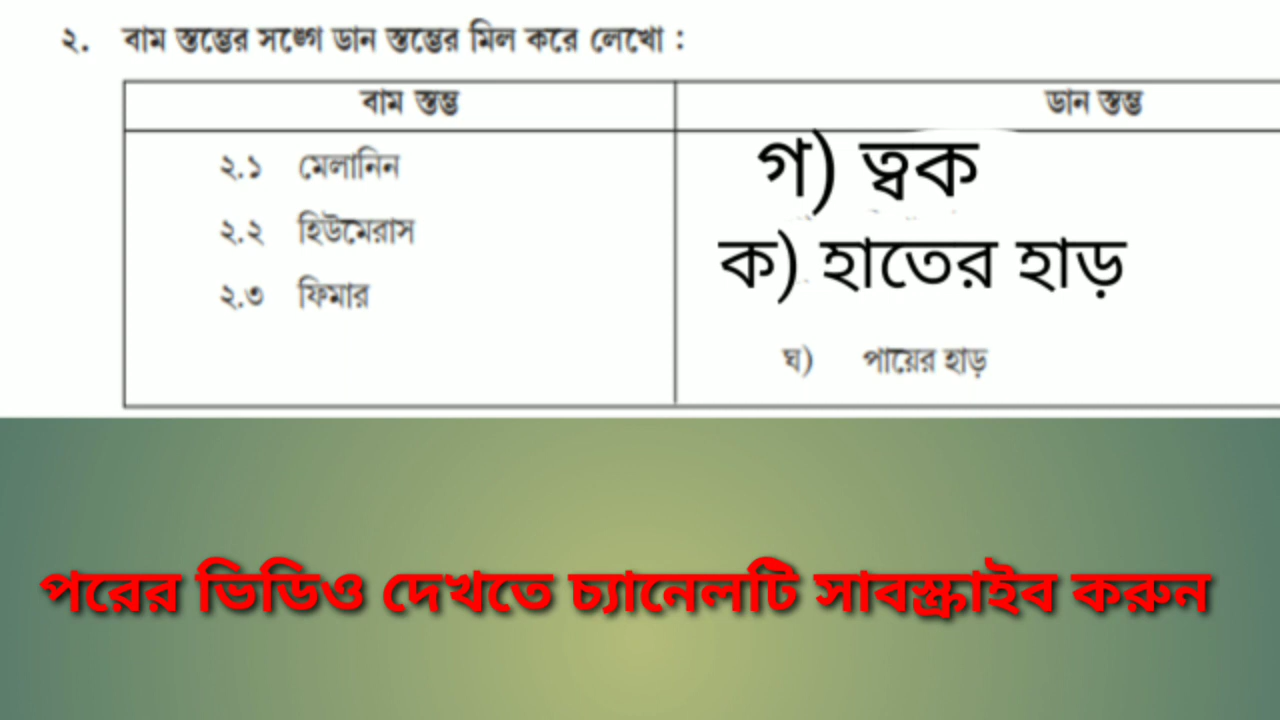 ২. বাম স্তম্ভের সঙ্গে ডান স্তম্ভের মিল করে লেখো :
বাম স্তম্ভ ডান স্তম্ভ
২.১ মেলানিন গ) ত্বক
২.২ হিউমেরাস ক) হাতের হাড়
২.৩ ফিমার
ঘ) পায়ের হাড়
পরের ভিডিও দেখতে চ্যানেলটি সাবস্ক্রাইব করুন